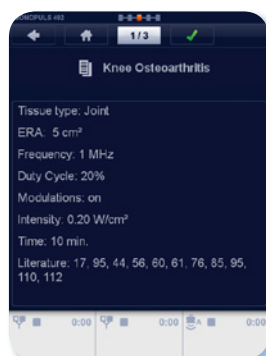 SONOPULS 492
1/3
Knee Osteoarthritis
Tissue type: Joint
ERA: 5 cm²
Frequency: 1 MHz
Duty Cycle: 20%
Modulations: on
Intensity: 0.20 W/cm²
Time: 10 min.
Literature: 17, 95, 44, 56, 60, 61, 76, 85, 95,
110, 112
0:00 0:00 A 0:00